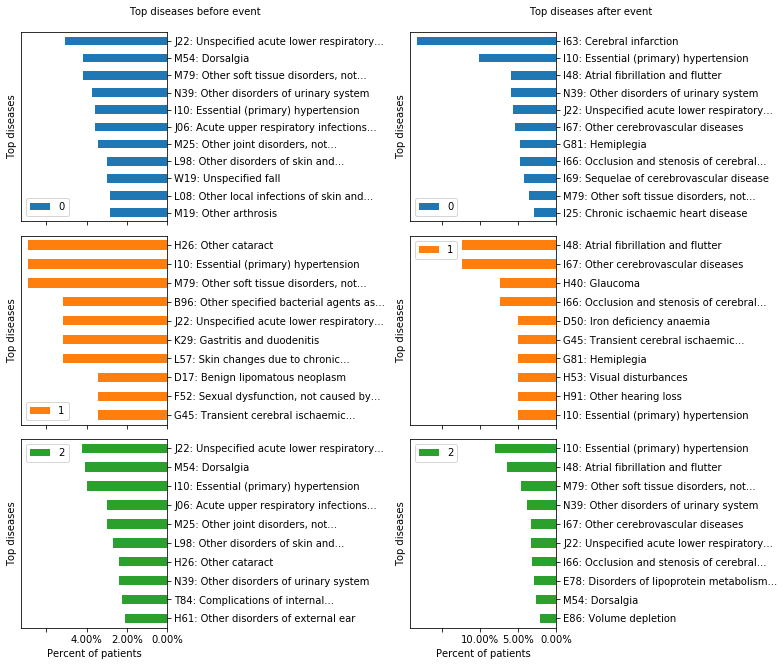 Top diseases before event
Top diseases
J22: Unspecified acute lower respiratory...
M54: Dorsalgia
M79: Other soft tissue disorders, not...
N39: Other disorders of urinary system
I10: Essential (primary) hypertension
J06: Acute upper respiratory infections...
M25: Other joint disorders, not...
L98: Other disorders of skin and...
W19: Unspecified fall
L08: Other local infections of skin and...
M19: Other arthrosis
0
Top diseases after event
Top diseases
I63: Cerebral infarction
I10: Essential (primary) hypertension
I48: Atrial fibrillation and flutter
N39: Other disorders of urinary system
J22: Unspecified acute lower respiratory...
I67: Other cerebrovascular diseases
G81: Hemiplegia
I66: Occlusion and stenosis of cerebral...
I69: Sequelae of cerebrovascular disease
M79: Other soft tissue disorders, not...
I25: Chronic ischaemic heart disease
0
Top diseases
H26: Other cataract
I10: Essential (primary) hypertension
M79: Other soft tissue disorders, not...
B96: Other specified bacterial agents as...
J22: Unspecified acute lower respiratory...
K29: Gastritis and duodenitis
L57: Skin changes due to chronic...
D17: Benign lipomatous neoplasm
F52: Sexual dysfunction, not caused by...
G45: Transient cerebral ischaemic...
1
Top diseases
1
I48: Atrial fibrillation and flutter
I67: Other cerebrovascular diseases
H40: Glaucoma
I66: Occlusion and stenosis of cerebral...
D50: Iron deficiency anaemia
G45: Transient cerebral ischaemic...
G81: Hemiplegia
H53: Visual disturbances
H91: Other hearing loss
I10: Essential (primary) hypertension
Top diseases
2
J22: Unspecified acute lower respiratory...
M54: Dorsalgia
I10: Essential (primary) hypertension
J06: Acute upper respiratory infections...
M25: Other joint disorders, not...
L98: Other disorders of skin and...
H26: Other cataract
N39: Other disorders of urinary system
T84: Complications of internal...
H61: Other disorders of external ear
4.00% 2.00% 0.00%
Percent of patients
Top diseases
2
I10: Essential (primary) hypertension
I48: Atrial fibrillation and flutter
M79: Other soft tissue disorders, not...
N39: Other disorders of urinary system
I67: Other cerebrovascular diseases
J22: Unspecified acute lower respiratory...
I66: Occlusion and stenosis of cerebral...
E78: Disorders of lipoprotein metabolism...
M54: Dorsalgia
E86: Volume depletion
10.00% 5.00% 0.00%
Percent of patients